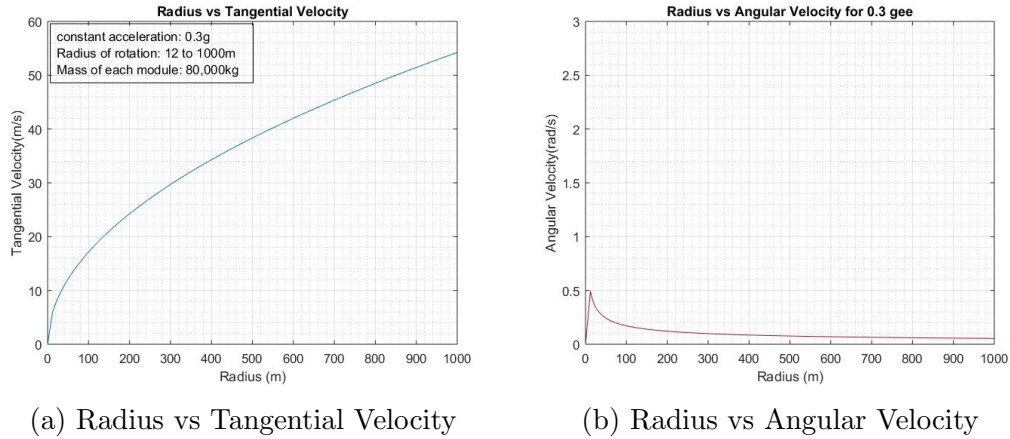 Radius vs Tangential Velocity
constant acceleration: 0.3g
Radius of rotation: 12 to 1000m
Mass of each module: 80,000kg
Tangential Velocity(m/s)
60
50
40
30
20
10
0
0 100 200 300 400 500 600 700 800 900 1000
Radius (m)
(a) Radius vs Tangential Velocity
Radius vs Angular Velocity for 0.3 gee
Angular Velocity(rad/s)
3
2.5
2
1.5
1
0.5
0
0 100 200 300 400 500 600 700 800 900 1000
Radius (m)
(b) Radius vs Angular Velocity